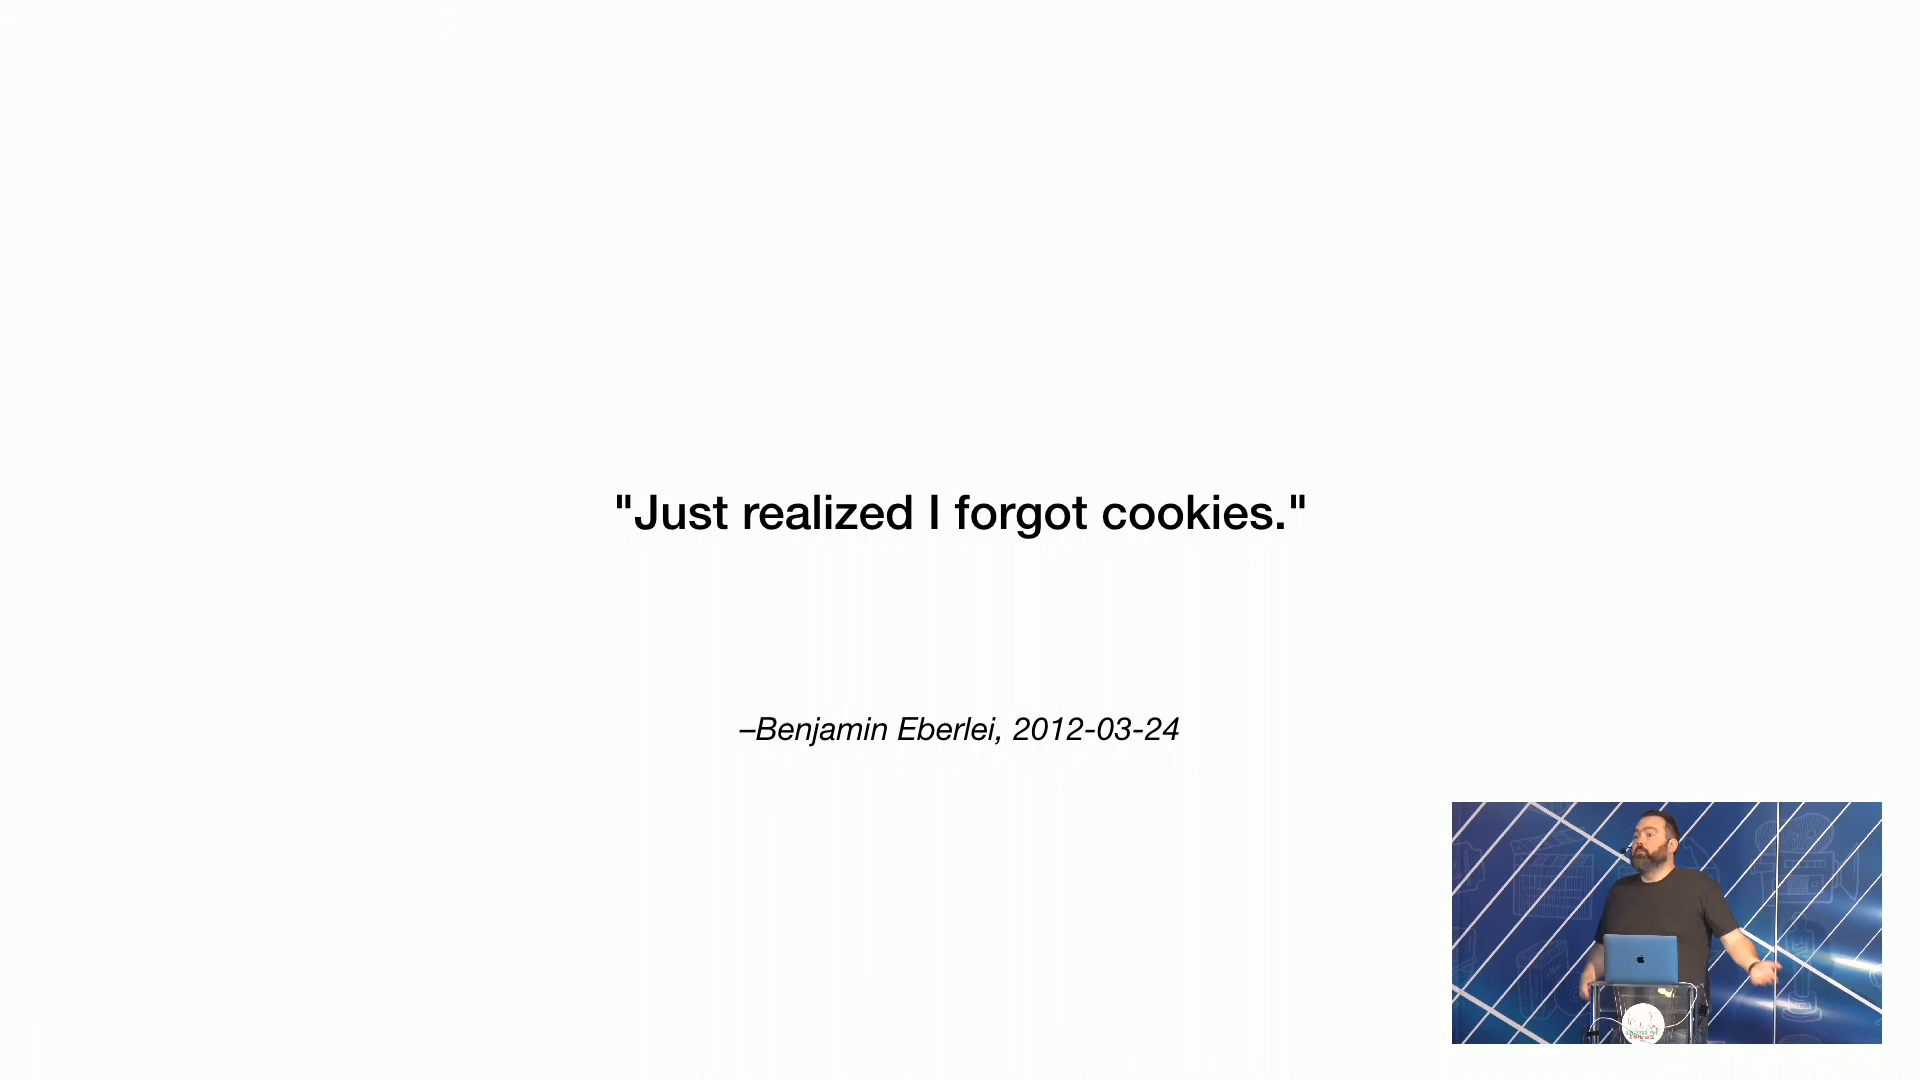 "Just realized I forgot cookies."
–Benjamin Eberlei, 2012-03-24